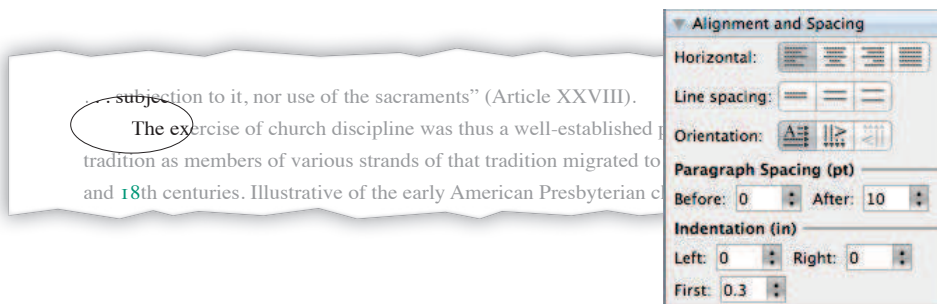 . . . subjection to it, nor use of the sacraments” (Article XXVIII).
The exercise of church discipline was thus a well-established
tradition as members of various strands of that tradition migrated to
and 18th centuries. Illustrative of the early American Presbyterian
Alignment and Spacing
Horizontal:
Line spacing:
Orientation: A
Paragraph Spacing (pt)
Before: 0 After: 10
Indentation (in)
Left: 0 Right: 0
First: 0.3